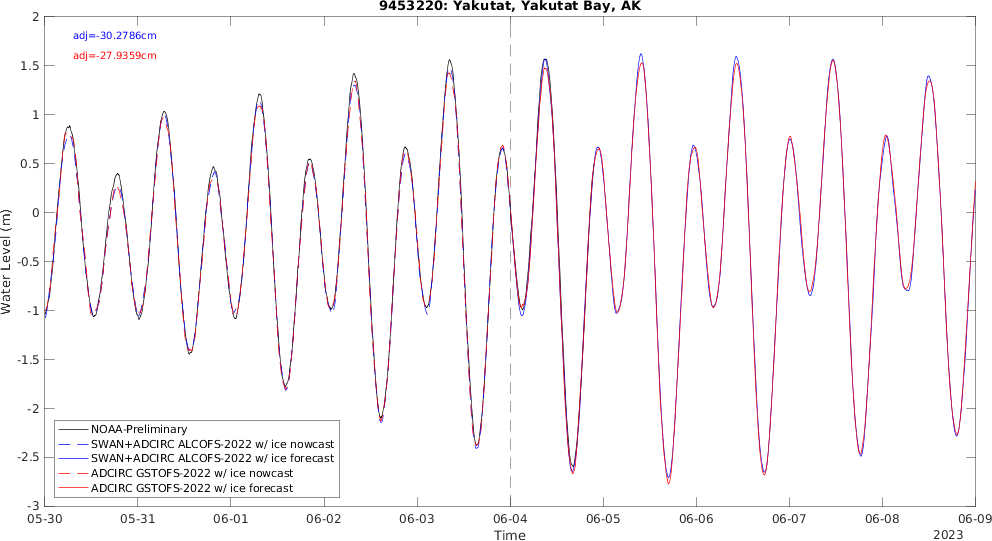 9453220: Yakutat, Yakutat Bay, AK
adj=-30.2786cm
adj=-27.9359cm
Water Level (m)
2
1.5
1
0.5
0
-0.5
-1
-1.5
-2
-2.5
-3
NOAA-Preliminary
SWAN+ADCIRC ALCOFS-2022 w/ ice nowcast
SWAN+ADCIRC ALCOFS-2022 w/ ice forecast
ADCIRC GSTOFS-2022 w/ ice nowcast
ADCIRC GSTOFS-2022 w/ ice forecast
05-30 05-31 06-01 06-02 06-03 06-04 06-05 06-06 06-07 06-08 06-09
Time
2023